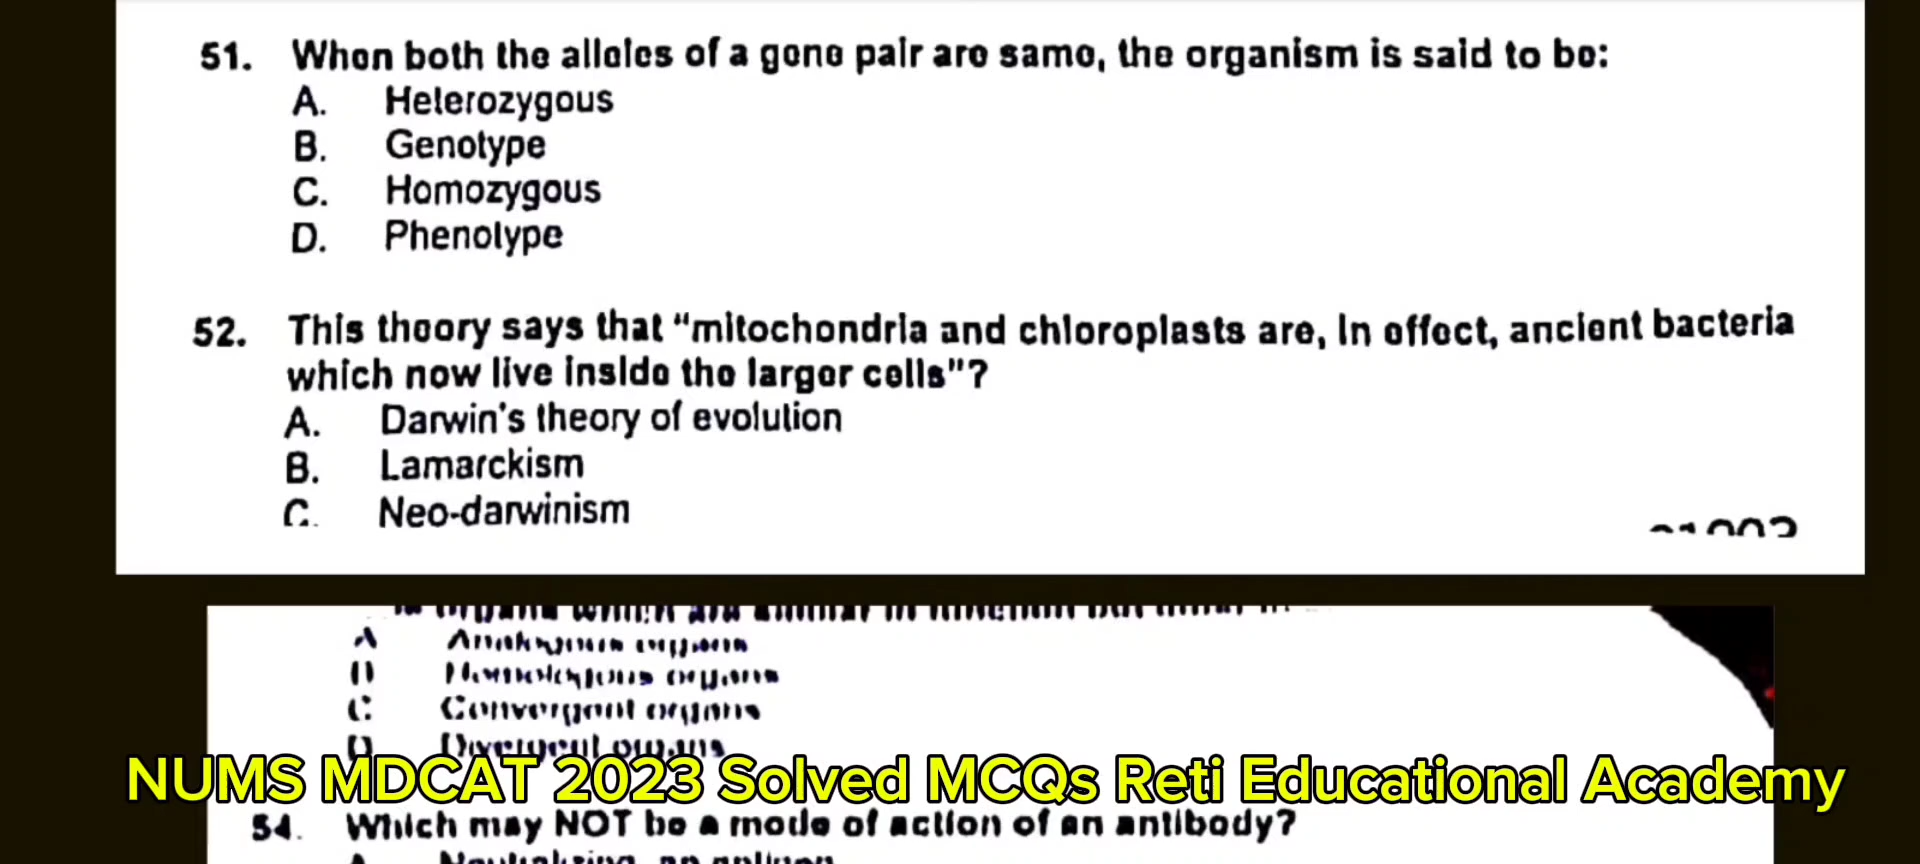 51. When both the alleles of a gene pair are same, the organism is said to be:
A. Heterozygous
B. Genotype
C. Homozygous
D. Phenotype
52. This theory says that “mitochondria and chloroplasts are, in effect, ancient bacteria
which now live inside the larger cells"?
A. Darwin's theory of evolution
B. Lamarckism
C. Neo-darwinism
A Analogous organs
B Homologous organs
C Convergent organs
D Divergent organs
NUMS MDCAT 2023 Solved MCQs Reti Educational Academy
54. Which may NOT be a mode of action of an antibody?
A. Neutralizing an antigen